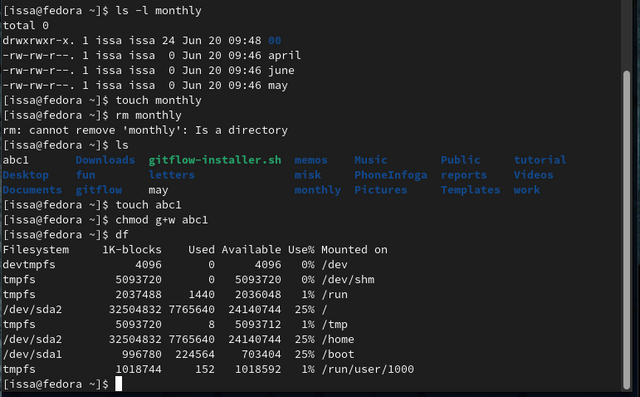 [issa@fedora ~]$ ls -l monthly
total 0
drwxrwxr-x. 1 issa issa 24 Jun 20 09:48 00
-rw-rw-r--. 1 issa issa  0 Jun 20 09:46 april
-rw-rw-r--. 1 issa issa  0 Jun 20 09:46 june
-rw-rw-r--. 1 issa issa  0 Jun 20 09:46 may
[issa@fedora ~]$ touch monthly
[issa@fedora ~]$ rm monthly
rm: cannot remove 'monthly': Is a directory
[issa@fedora ~]$ ls
abc1       Downloads  gitflow-installer.sh  memos    Music       Public     tutorial
Desktop    fun        letters               misk     PhoneInfoga  reports    Videos
Documents  gitflow    may                   monthly  Pictures    Templates  work
[issa@fedora ~]$ touch abc1
[issa@fedora ~]$ chmod g+w abc1
[issa@fedora ~]$ df
Filesystem     1K-blocks    Used Available Use% Mounted on
devtmpfs            4096       0      4096   0% /dev
tmpfs            5093720       0   5093720   0% /dev/shm
tmpfs            2037488    1440   2036048   1% /run
/dev/sda2       32504832 7765640  24140744  25% /
tmpfs            5093720       8   5093712   1% /tmp
/dev/sda2       32504832 7765640  24140744  25% /home
/dev/sda1         996780  224564    703404  25% /boot
tmpfs            1018744     152   1018592   1% /run/user/1000
[issa@fedora ~]$